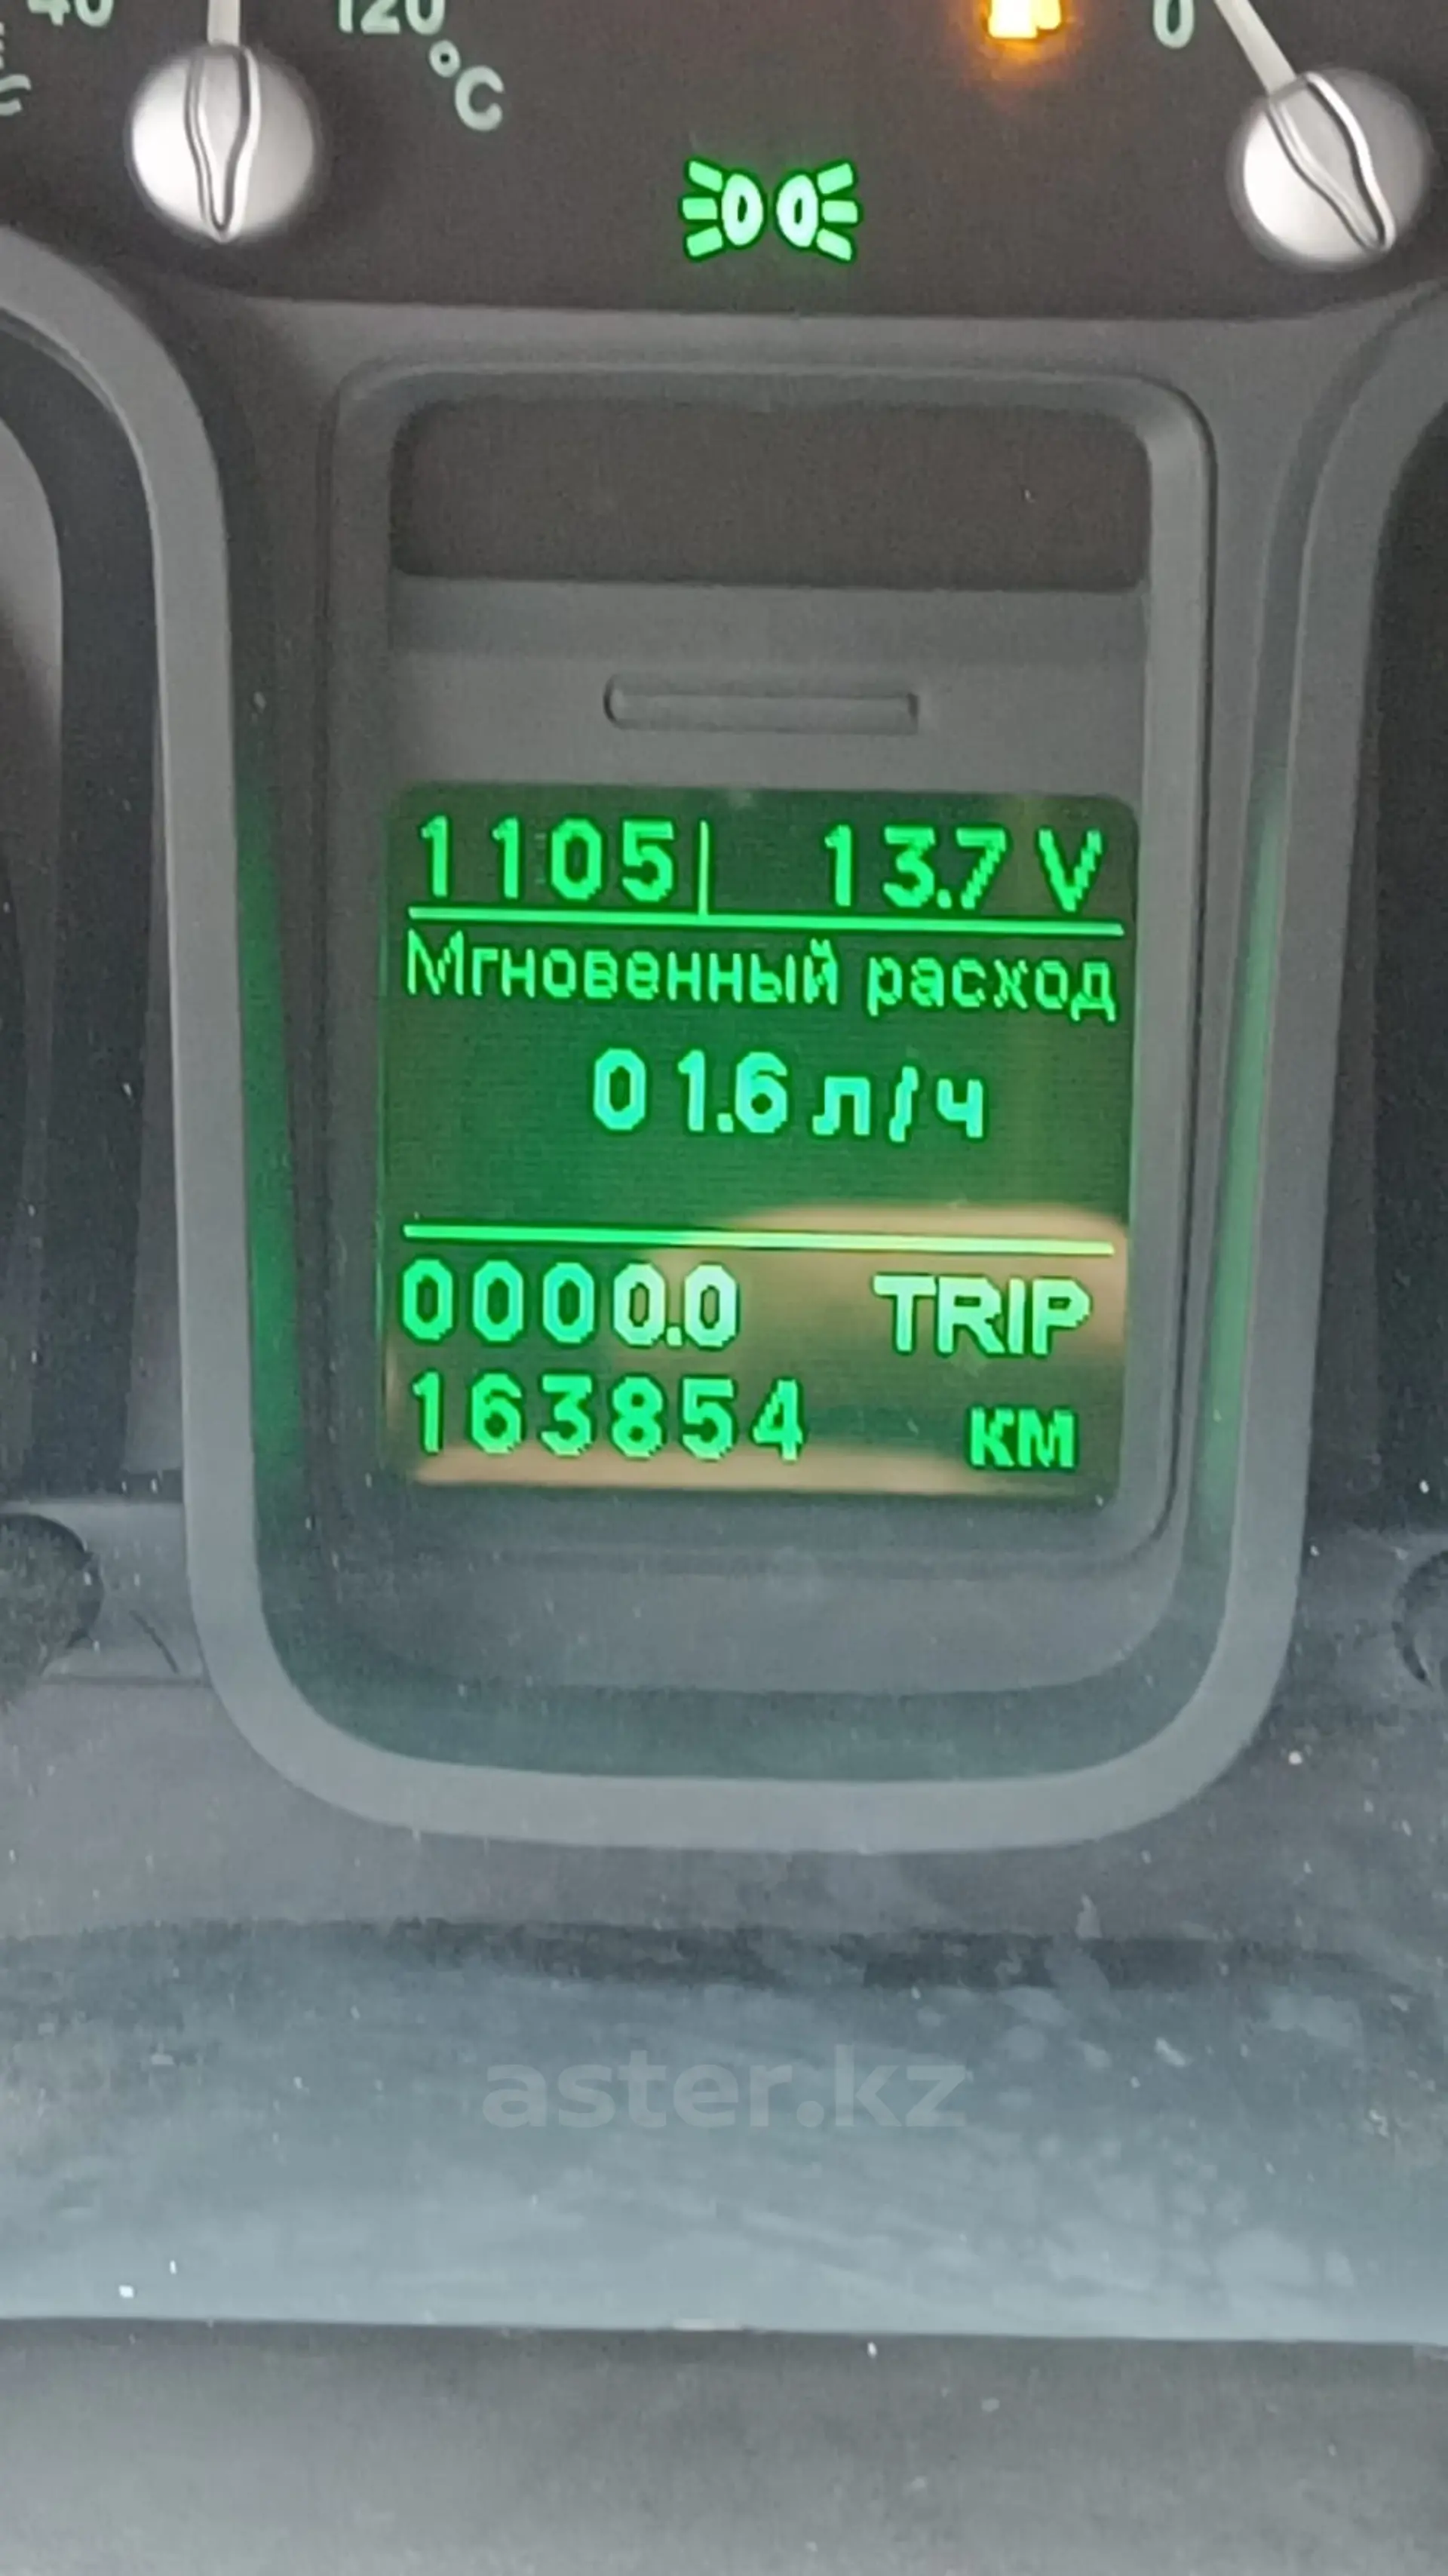 40 120 0
°C
1105 13.7 V
Мгновенный расход
01.6 л/ч
0000.0 TRIP
163854 км
aster.kz